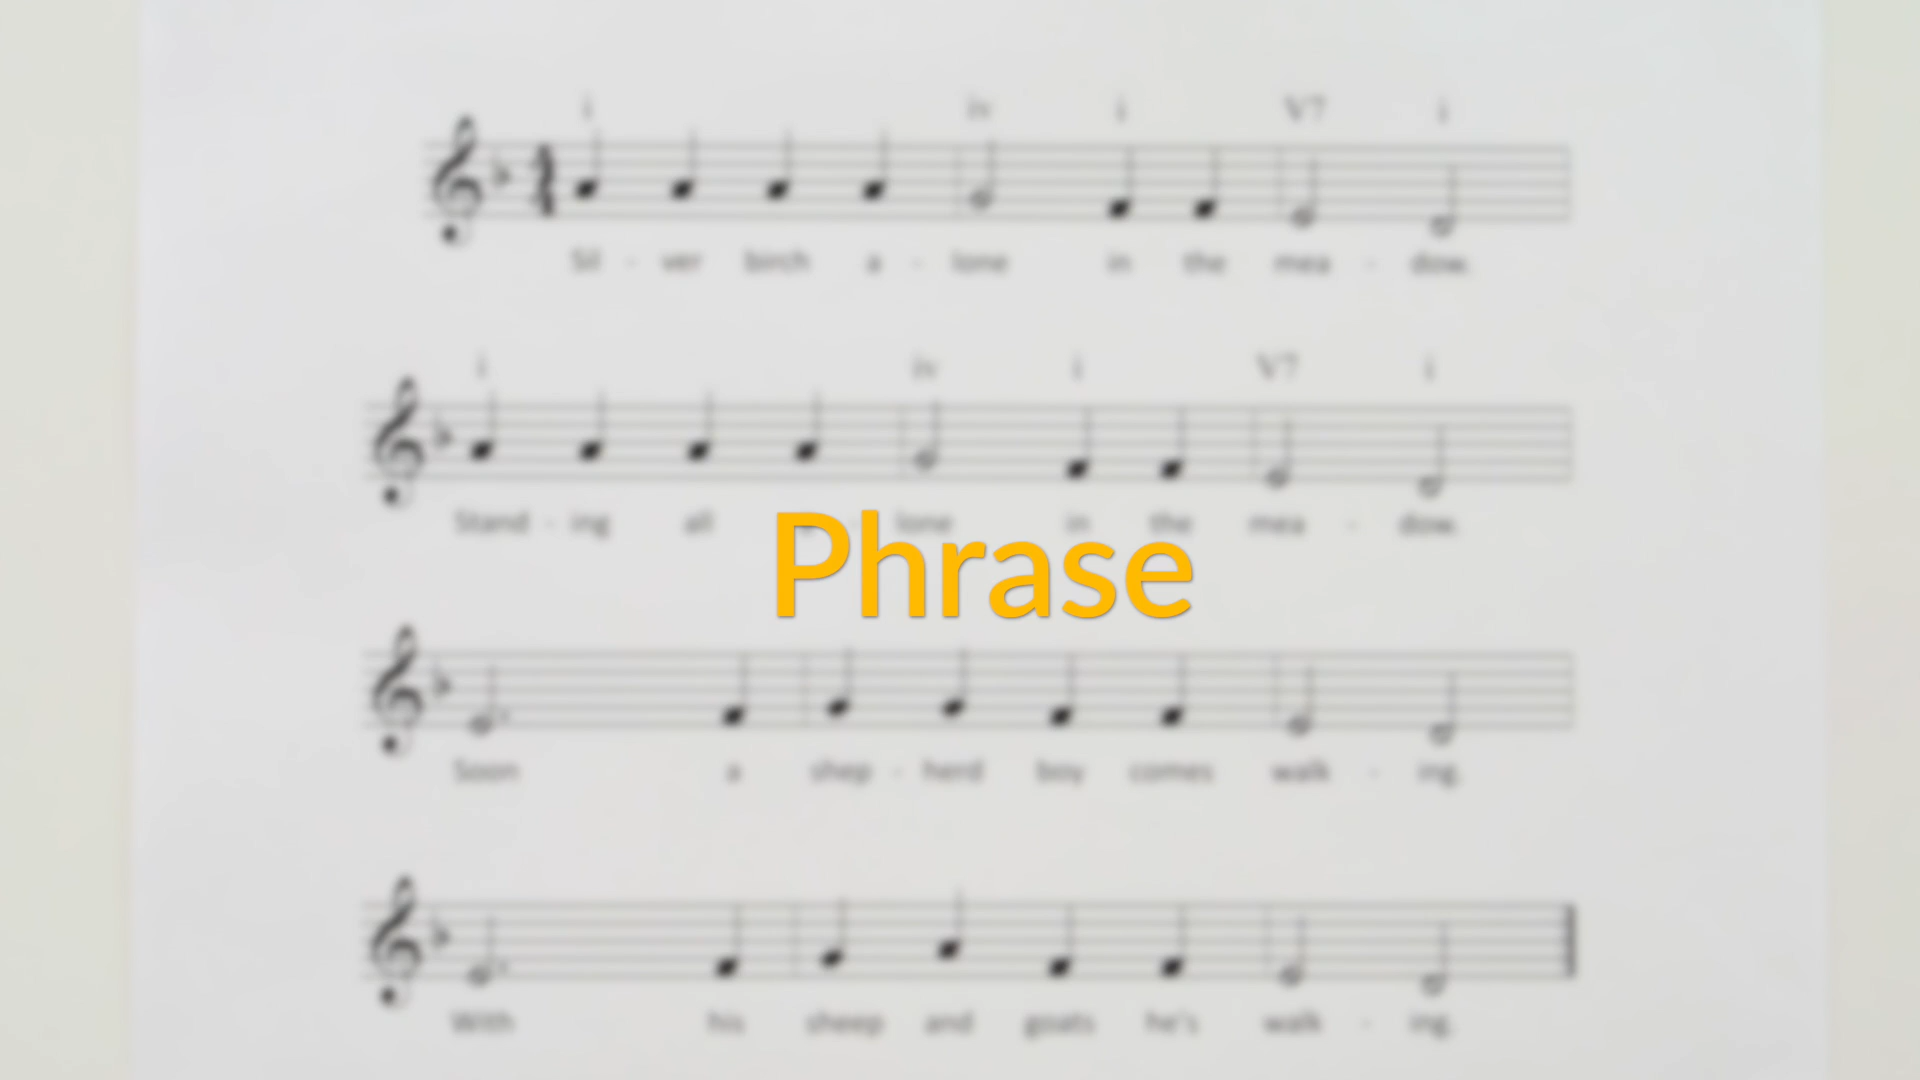 i iv i V7 i
Sil - ver birch a - lone in the mea - dow.
i iv i V7 i
Stand - ing all lone in the mea - dow.
Phrase
Soon a shep - herd boy comes walk - ing.
With his sheep and goats he's walk - ing.